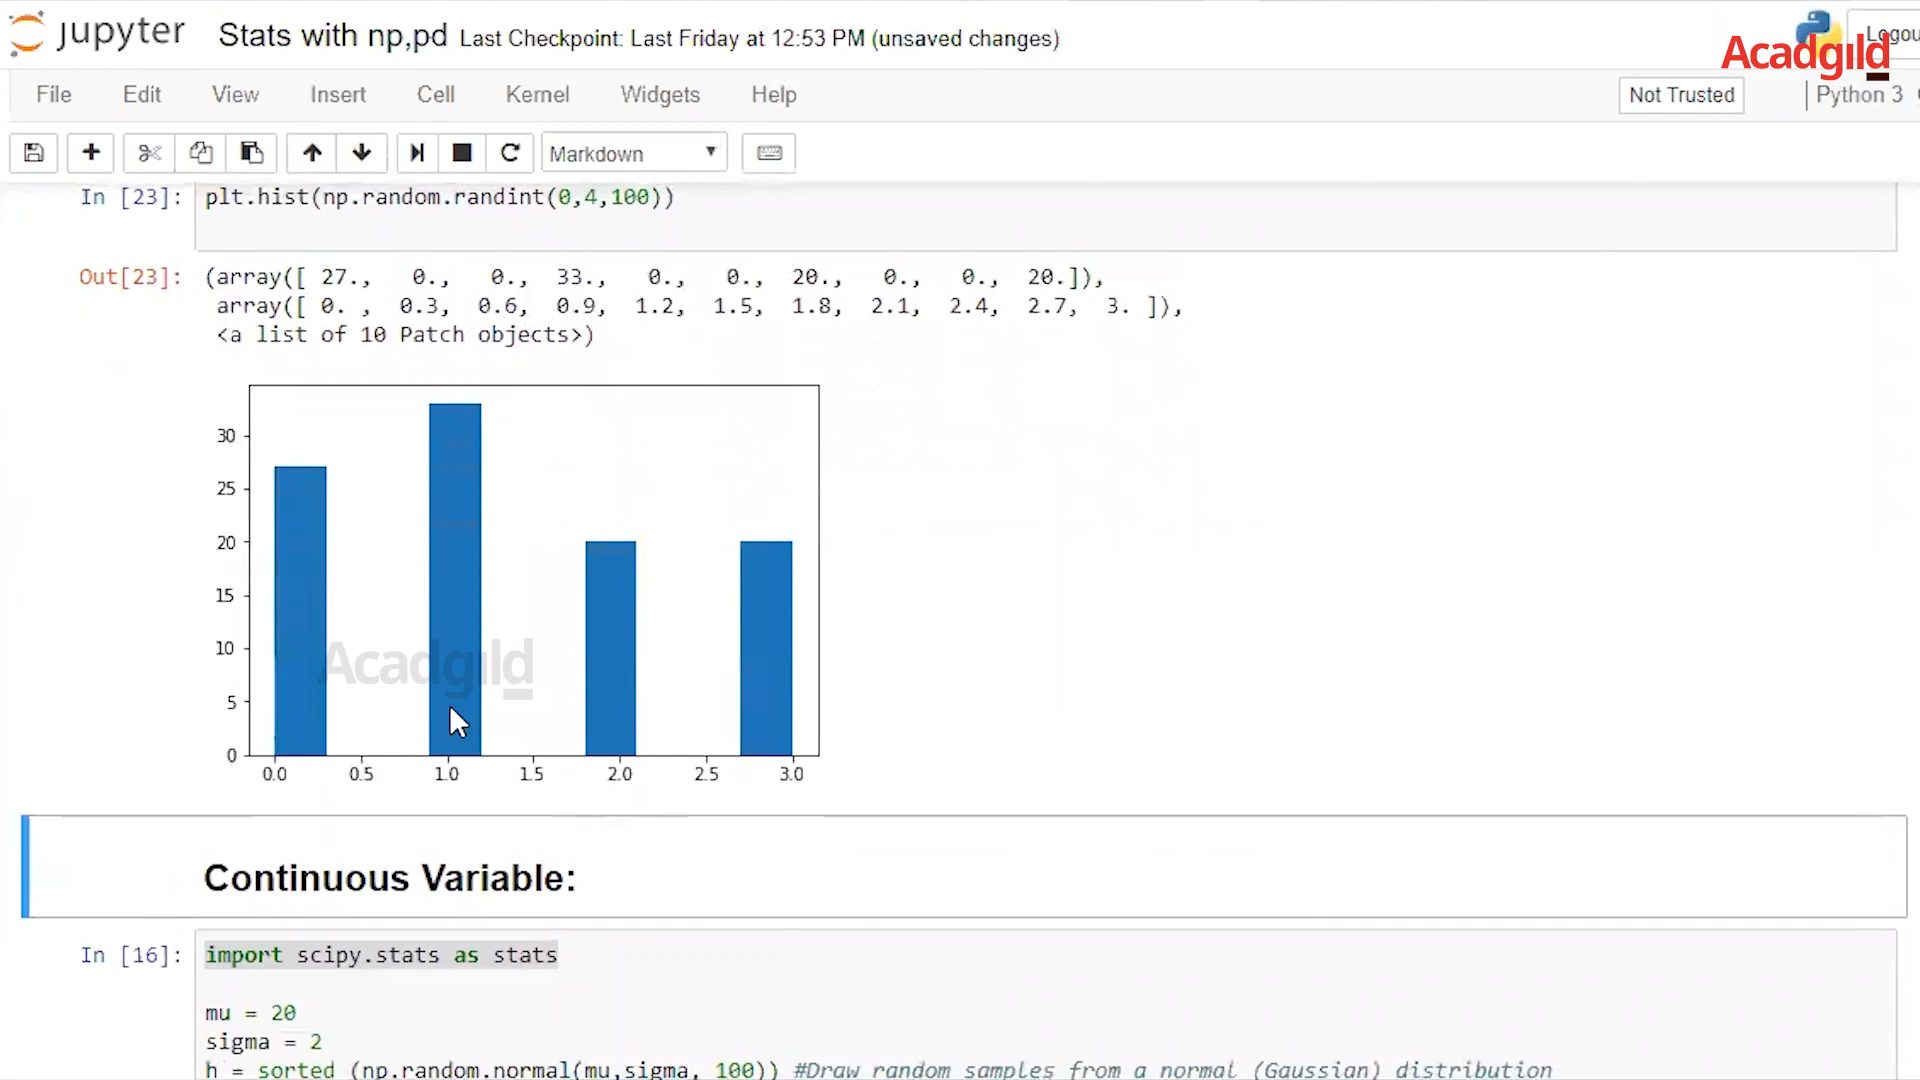 jupyter Stats with np,pd Last Checkpoint: Last Friday at 12:53 PM (unsaved changes)
Logou
Acadgıld
File Edit View Insert Cell Kernel Widgets Help Not Trusted Python 3
Markdown
In [23]: plt.hist(np.random.randint(0,4,100))
Out[23]: (array([ 27., 0., 0., 33., 0., 0., 20., 0., 0., 20.]),
array([ 0. , 0.3, 0.6, 0.9, 1.2, 1.5, 1.8, 2.1, 2.4, 2.7, 3. ]),
<a list of 10 Patch objects>)
30
25
20
15
10
5
0
0.0 0.5 1.0 1.5 2.0 2.5 3.0
Acadgıld
Continuous Variable:
In [16]: import scipy.stats as stats
mu = 20
sigma = 2
h = sorted (np.random.normal(mu,sigma, 100)) #Draw random samples from a normal (Gaussian) distribution